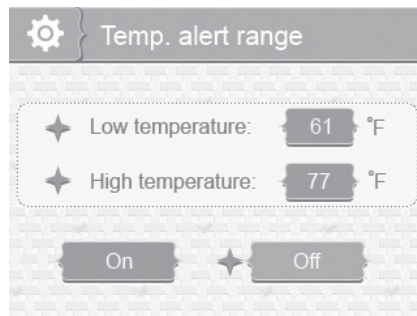 Temp. alert range
Low temperature: 61 °F
High temperature: 77 °F
On Off